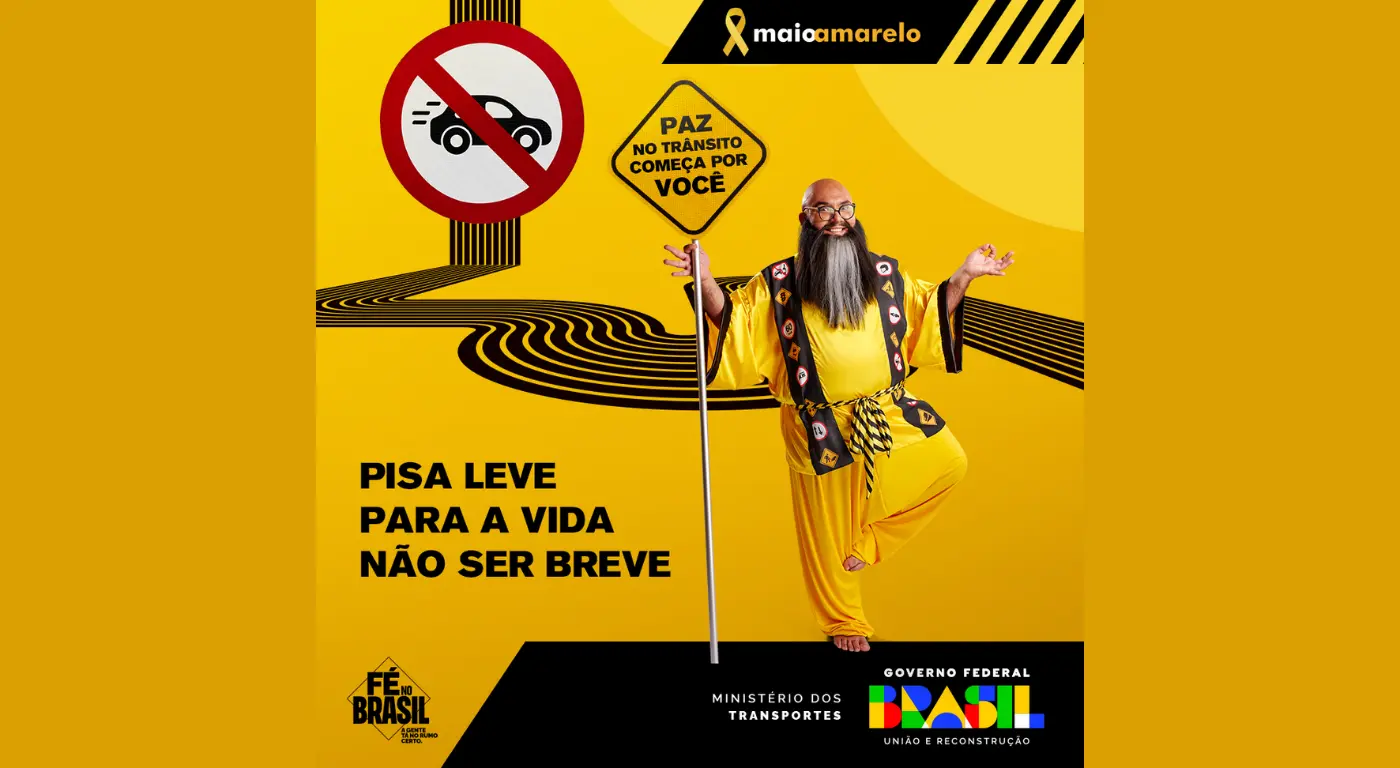 maioamarelo
PAZ
NO TRÂNSITO
COMEÇA POR
VOCÊ
PISA LEVE
PARA A VIDA
NÃO SER BREVE
FÉ NO
BRASIL
A GENTE
TÁ NO RUMO
CERTO.
MINISTÉRIO DOS
TRANSPORTES
GOVERNO FEDERAL
BRASIL
UNIÃO E RECONSTRUÇÃO